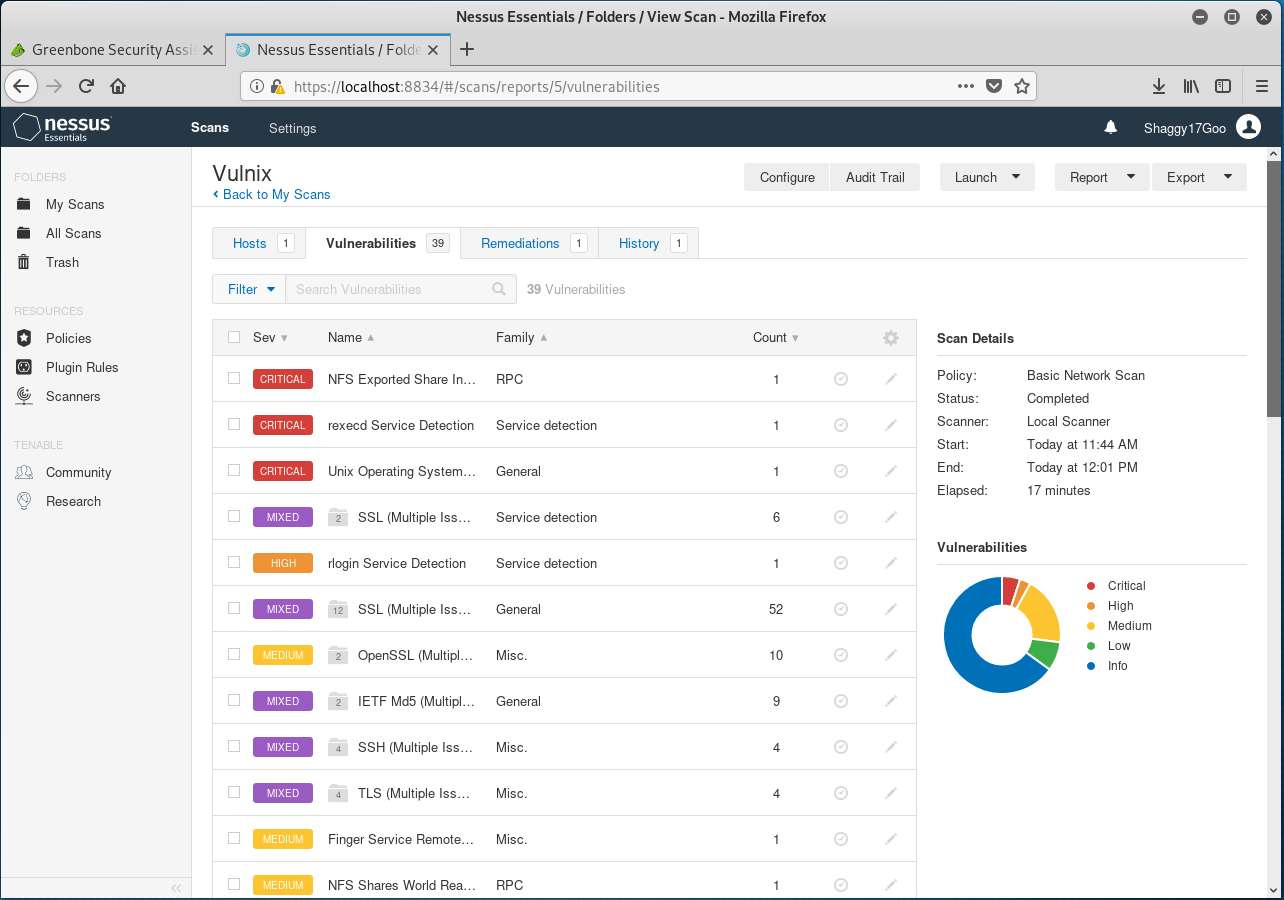 Nessus Essentials / Folders / View Scan - Mozilla Firefox
Greenbone Security Assis
Nessus Essentials / Folde
https://localhost:8834/#/scans/reports/5/vulnerabilities
nessus Essentials
Scans Settings
Shaggy17Goo
FOLDERS
My Scans
All Scans
Trash
RESOURCES
Policies
Plugin Rules
Scanners
TENABLE
Community
Research
Vulnix
Back to My Scans
Configure Audit Trail Launch Report Export
Hosts 1 Vulnerabilities 39 Remediations 1 History 1
Filter Search Vulnerabilities 39 Vulnerabilities
Sev Name Family Count
CRITICAL NFS Exported Share In... RPC 1
CRITICAL rexecd Service Detection Service detection 1
CRITICAL Unix Operating System... General 1
MIXED 2 SSL (Multiple Iss... Service detection 6
HIGH rlogin Service Detection Service detection 1
MIXED 12 SSL (Multiple Iss... General 52
MEDIUM 2 OpenSSL (Multipl... Misc. 10
MIXED 2 IETF Md5 (Multipl... General 9
MIXED 4 SSH (Multiple Iss... Misc. 4
MIXED 4 TLS (Multiple Iss... Misc. 4
MEDIUM Finger Service Remote... Misc. 1
MEDIUM NFS Shares World Rea... RPC 1
Scan Details
Policy: Basic Network Scan
Status: Completed
Scanner: Local Scanner
Start: Today at 11:44 AM
End: Today at 12:01 PM
Elapsed: 17 minutes
Vulnerabilities
Critical
High
Medium
Low
Info